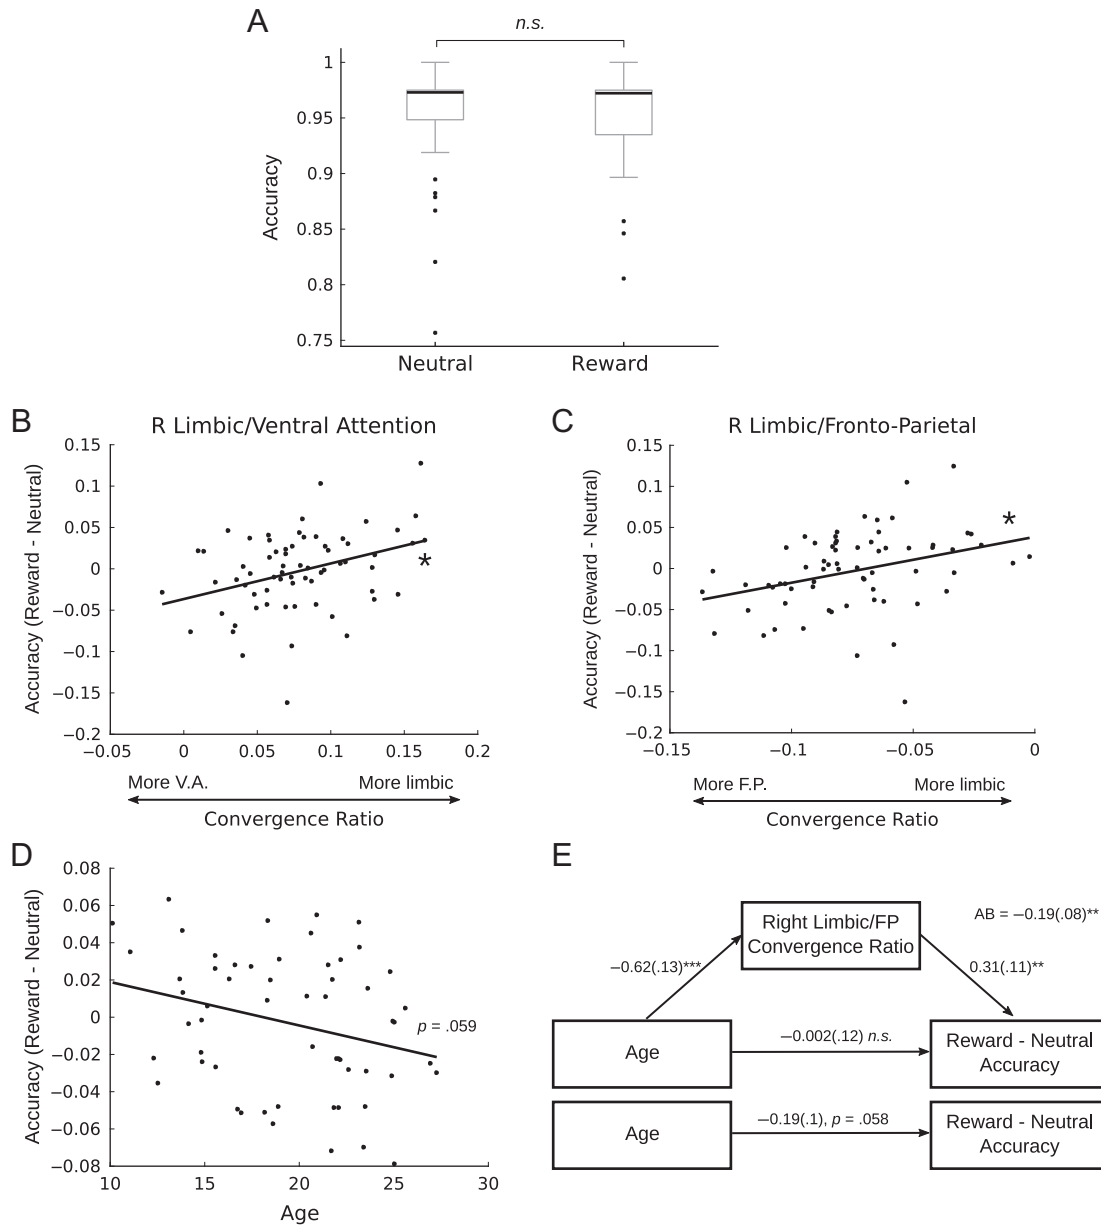 A
n.s.
1
0.95
0.9
0.85
0.8
0.75
Accuracy
Neutral
Reward
B
R Limbic/Ventral Attention
0.15
0.1
0.05
0
−0.05
−0.1
−0.15
−0.2
Accuracy (Reward - Neutral)
*
−0.05
0
0.05
0.1
0.15
0.2
More V.A.
More limbic
Convergence Ratio
C
R Limbic/Fronto-Parietal
0.15
0.1
0.05
0
−0.05
−0.1
−0.15
−0.2
Accuracy (Reward - Neutral)
*
−0.15
−0.1
−0.05
0
More F.P.
More limbic
Convergence Ratio
D
0.08
0.06
0.04
0.02
0
−0.02
−0.04
−0.06
−0.08
Accuracy (Reward - Neutral)
p = .059
10
15
20
25
30
Age
E
Right Limbic/FP
Convergence Ratio
AB = −0.19(.08)**
−0.62(.13)***
0.31(.11)**
Age
−0.002(.12) n.s.
Reward - Neutral
Accuracy
Age
−0.19(.1), p = .058
Reward - Neutral
Accuracy